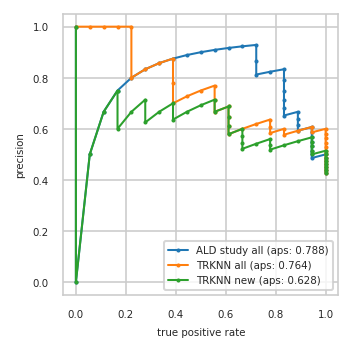 1.0
0.8
0.6
0.4
0.2
0.0
precision
0.0 0.2 0.4 0.6 0.8 1.0
true positive rate
ALD study all (aps: 0.788)
TRKNN all (aps: 0.764)
TRKNN new (aps: 0.628)